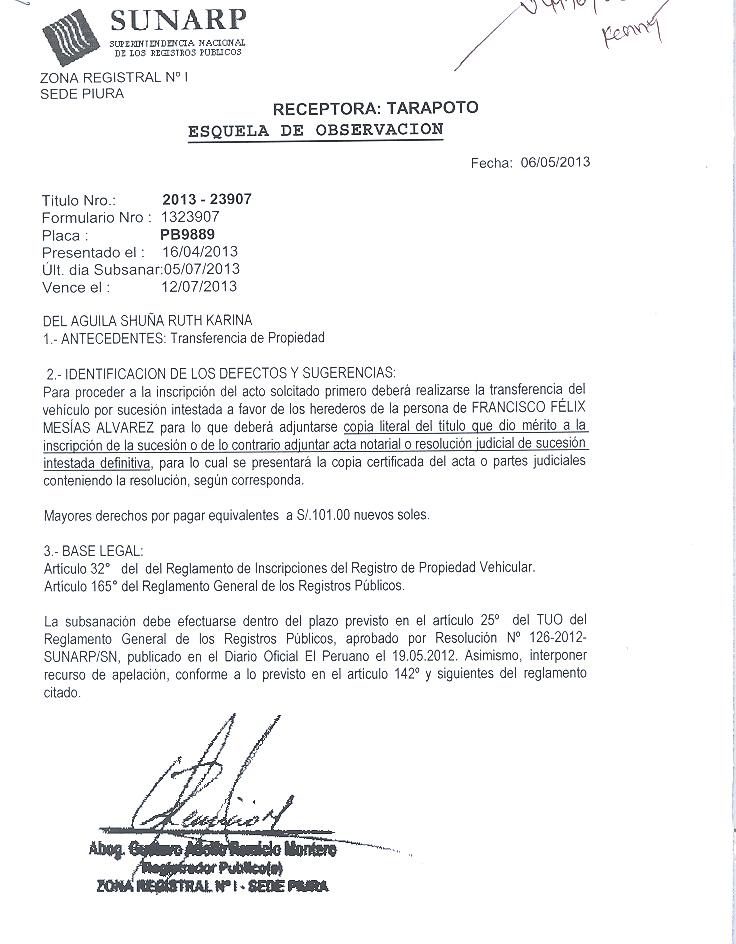 SUNARP
SUPERINTENDENCIA NACIONAL
DE LOS REGISTROS PUBLICOS
Kenny
ZONA REGISTRAL Nº I
SEDE PIURA
RECEPTORA: TARAPOTO
ESQUELA DE OBSERVACION
Fecha: 06/05/2013
Título Nro.: 2013 - 23907
Formulario Nro : 1323907
Placa : PB9889
Presentado el : 16/04/2013
Últ. día Subsanar:05/07/2013
Vence el : 12/07/2013
DEL AGUILA SHUÑA RUTH KARINA
1.- ANTECEDENTES: Transferencia de Propiedad
2.- IDENTIFICACION DE LOS DEFECTOS Y SUGERENCIAS:
Para proceder a la inscripción del acto solcitado primero deberá realizarse la transferencia del
vehículo por sucesión intestada a favor de los herederos de la persona de FRANCISCO FÉLIX
MESÍAS ALVAREZ para lo que deberá adjuntarse copia literal del título que dio mérito a la
inscripción de la sucesión o de lo contrario adjuntar acta notarial o resolución judicial de sucesión
intestada definitiva, para lo cual se presentará la copia certificada del acta o partes judiciales
conteniendo la resolución, según corresponda.
Mayores derechos por pagar equivalentes a S/.101.00 nuevos soles.
3.- BASE LEGAL:
Artículo 32° del del Reglamento de Inscripciones del Registro de Propiedad Vehicular.
Artículo 165° del Reglamento General de los Registros Públicos.
La subsanación debe efectuarse dentro del plazo previsto en el artículo 25º del TUO del
Reglamento General de los Registros Públicos, aprobado por Resolución Nº 126-2012-
SUNARP/SN, publicado en el Diario Oficial El Peruano el 19.05.2012. Asimismo, interponer
recurso de apelación, conforme a lo previsto en el articulo 142º y siguientes del reglamento
citado.
Abog. Gustavo Adolfo Montero
Registrador Publico(e)
ZONA REGISTRAL Nº I - SEDE PIURA